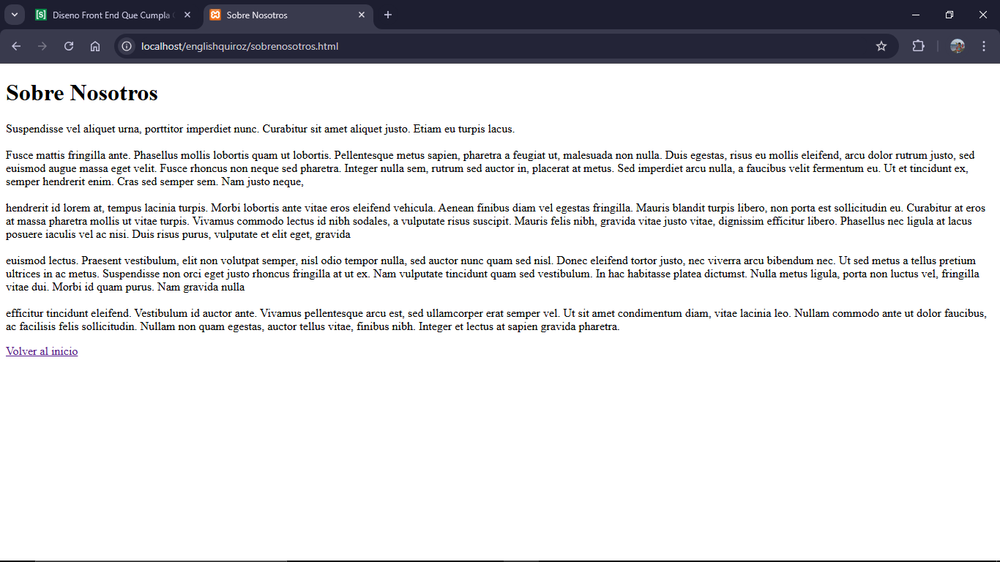 Diseno Front End Que Cumpla
Sobre Nosotros
localhost/englishquiroz/sobrenosotros.html
Sobre Nosotros
Suspendisse vel aliquet urna, porttitor imperdiet nunc. Curabitur sit amet aliquet justo. Etiam eu turpis lacus.
Fusce mattis fringilla ante. Phasellus mollis lobortis quam ut lobortis. Pellentesque metus sapien, pharetra a feugiat ut, malesuada non nulla. Duis egestas, risus eu mollis eleifend, arcu dolor rutrum justo, sed
euismod augue massa eget velit. Fusce rhoncus non neque sed pharetra. Integer nulla sem, rutrum sed auctor in, placerat at metus. Sed imperdiet arcu nulla, a faucibus velit fermentum eu. Ut et tincidunt ex,
semper hendrerit enim. Cras sed semper sem. Nam justo neque,
hendrerit id lorem at, tempus lacinia turpis. Morbi lobortis ante vitae eros eleifend vehicula. Aenean finibus diam vel egestas fringilla. Mauris blandit turpis libero, non porta est sollicitudin eu. Curabitur at eros
at massa pharetra mollis ut vitae turpis. Vivamus commodo lectus id nibh sodales, a vulputate risus suscipit. Mauris felis nibh, gravida vitae justo vitae, dignissim efficitur libero. Phasellus nec ligula at lacus
posuere iaculis vel ac nisi. Duis risus purus, vulputate et elit eget, gravida
euismod lectus. Praesent vestibulum, elit non volutpat semper, nisl odio tempor nulla, sed auctor nunc quam sed nisl. Donec eleifend tortor justo, nec viverra arcu bibendum nec. Ut sed metus a tellus pretium
ultrices in ac metus. Suspendisse non orci eget justo rhoncus fringilla at ut ex. Nam vulputate tincidunt quam sed vestibulum. In hac habitasse platea dictumst. Nulla metus ligula, porta non luctus vel, fringilla
vitae dui. Morbi id quam purus. Nam gravida nulla
efficitur tincidunt eleifend. Vestibulum id auctor ante. Vivamus pellentesque arcu est, sed ullamcorper erat semper vel. Ut sit amet condimentum diam, vitae lacinia leo. Nullam commodo ante ut dolor faucibus,
ac facilisis felis sollicitudin. Nullam non quam egestas, auctor tellus vitae, finibus nibh. Integer et lectus at sapien gravida pharetra.
Volver al inicio